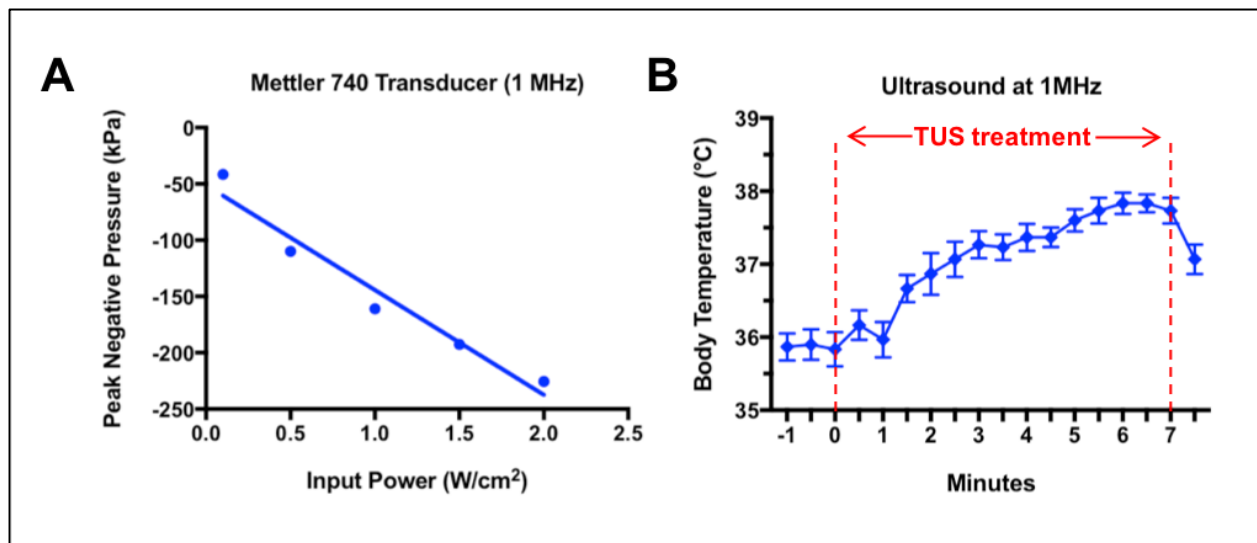 A
Mettler 740 Transducer (1 MHz)
Peak Negative Pressure (kPa)
0
-50
-100
-150
-200
-250
0.0 0.5 1.0 1.5 2.0 2.5
Input Power (W/cm²)
B
Ultrasound at 1MHz
TUS treatment
Body Temperature (°C)
39
38
37
36
35
-1 0 1 2 3 4 5 6 7
Minutes